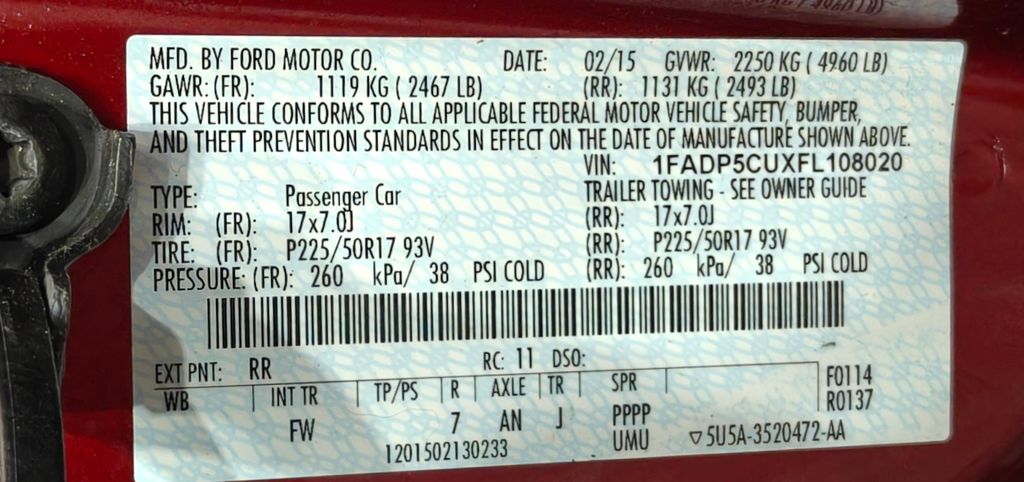 MFD. BY FORD MOTOR CO. DATE: 02/15 GVWR: 2250 KG ( 4960 LB)
GAWR: (FR): 1119 KG ( 2467 LB) (RR): 1131 KG ( 2493 LB)
THIS VEHICLE CONFORMS TO ALL APPLICABLE FEDERAL MOTOR VEHICLE SAFETY, BUMPER,
AND THEFT PREVENTION STANDARDS IN EFFECT ON THE DATE OF MANUFACTURE SHOWN ABOVE.
VIN: 1FADP5CUXFL108020
TYPE: Passenger Car TRAILER TOWING - SEE OWNER GUIDE
RIM: (FR): 17x7.0J (RR): 17x7.0J
TIRE: (FR): P225/50R17 93V (RR): P225/50R17 93V
PRESSURE: (FR): 260 kPa/ 38 PSI COLD (RR): 260 kPa/ 38 PSI COLD
EXT PNT: RR RC: 11 DSO:
WB INT TR TP/PS R AXLE TR SPR F0114
R0137
FW 7 AN J PPPP
UMU ▽5U5A-3520472-AA
1201502130233